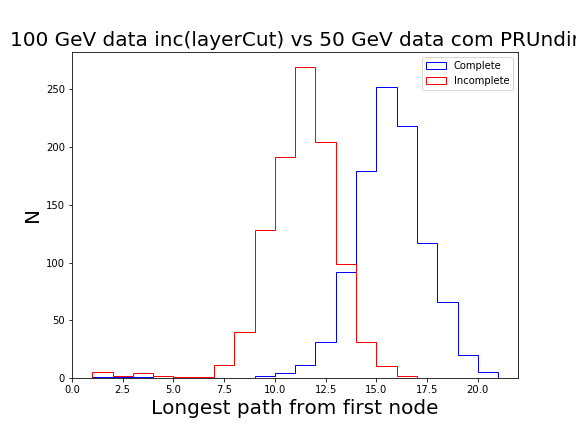 100 GeV data inc(layerCut) vs 50 GeV data com
Complete
Incomplete
250
200
150
100
50
0
N
0.0 2.5 5.0 7.5 10.0 12.5 15.0 17.5 20.0
Longest path from first node